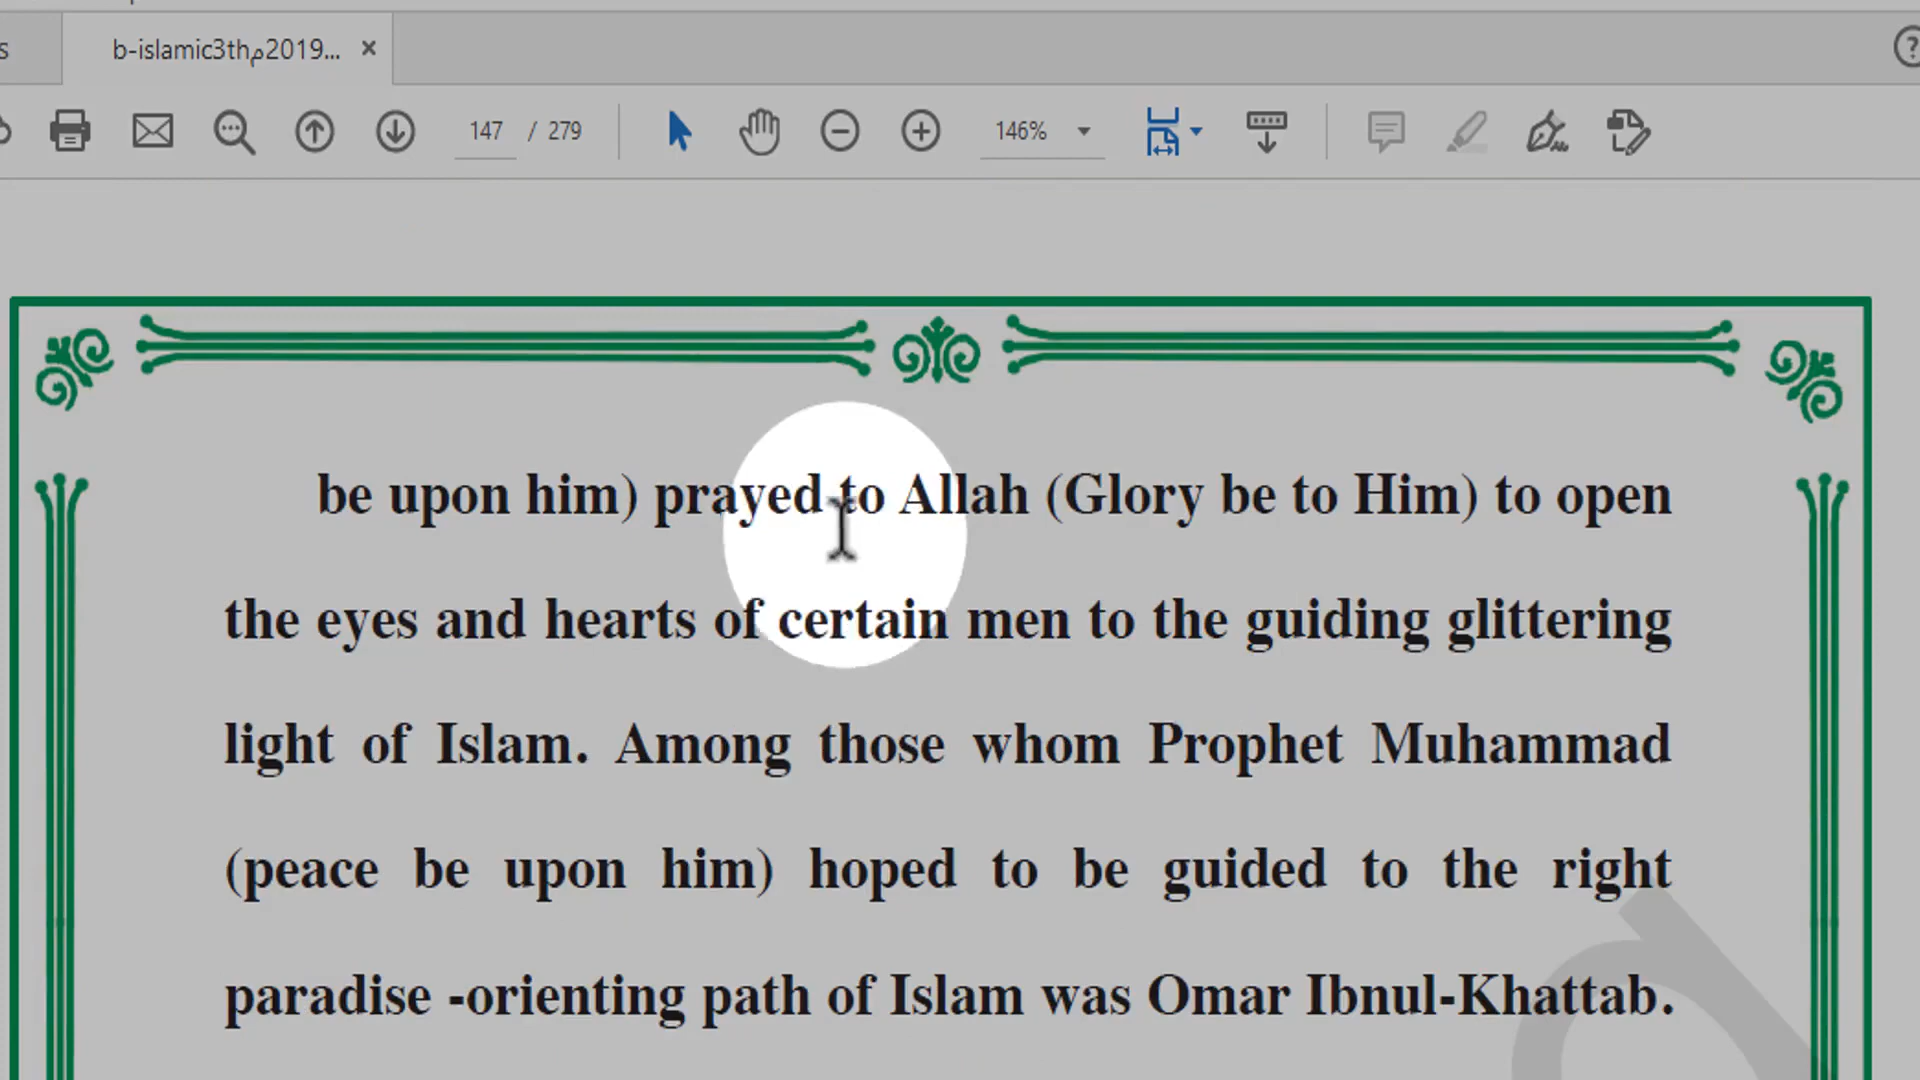 b-islamic3thم2019...
147 / 279
146%
be upon him) prayed to Allah (Glory be to Him) to open
the eyes and hearts of certain men to the guiding glittering
light of Islam. Among those whom Prophet Muhammad
(peace be upon him) hoped to be guided to the right
paradise -orienting path of Islam was Omar Ibnul-Khattab.